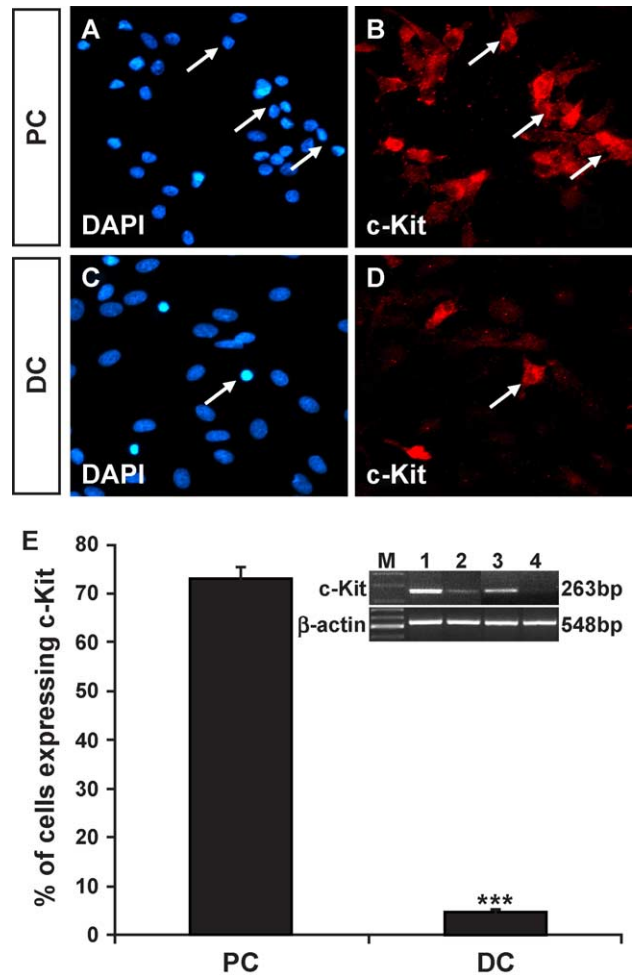 A
B
PC
DAPI
c-Kit
C
D
DC
DAPI
c-Kit
E
80
70
60
50
40
30
20
10
0
% of cells expressing c-Kit
M 1 2 3 4
c-Kit 263bp
β-actin 548bp
***
PC DC